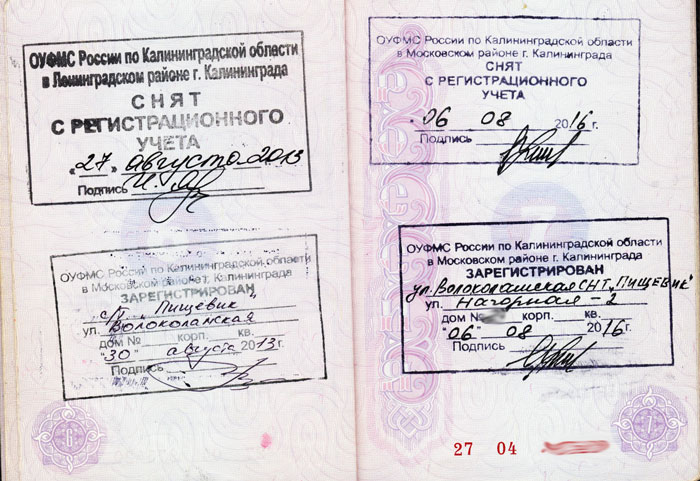 ОУФМС России по Калининградской области
в Ленинградском районе г. Калининграда
СНЯТ
С РЕГИСТРАЦИОННОГО
УЧЕТА
"27" августа 2013
Подпись
ОУФМС России по Калининградской области
в Московском районе г. Калининграда
ЗАРЕГИСТРИРОВАН
с/т "Пищевик"
ул. Волоколамская
дом № корп. кв.
"30" августа 2013 г.
Подпись
6
ОУФМС России по Калининградской области
в Московском районе г. Калининграда
СНЯТ
С РЕГИСТРАЦИОННОГО
УЧЕТА
06 08 2016 г.
Подпись
ОУФМС России по Калининградской области
в Московском районе г. Калининграда
ЗАРЕГИСТРИРОВАН
ул. Волоколамская СНТ "Пищевик"
ул. Нагорная - 2
дом № корп. кв.
"06" 08 2016 г.
Подпись
7
27 04